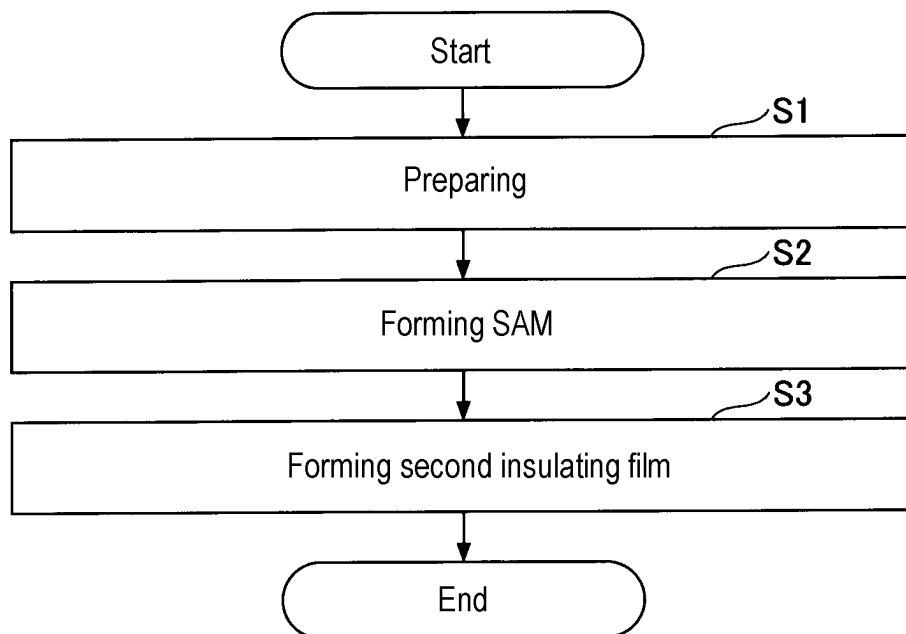 Start
S1
Preparing
S2
Forming SAM
S3
Forming second insulating film
End